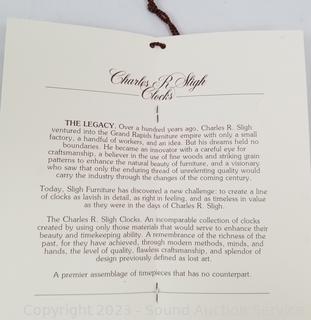 Charles R. Sligh
Clocks
THE LEGACY. Over a hundred years ago, Charles R. Sligh
ventured into the Grand Rapids furniture empire with only a small
factory, a handful of workers, and an idea. But his dreams held no
boundaries. He became an innovator with a careful eye for
craftsmanship, a believer in the use of fine woods and striking grain
patterns to enhance the natural beauty of furniture, and a visionary
who saw that only the enduring thread of unrelenting quality would
carry the industry through the changes of the coming century.
Today, Sligh Furniture has discovered a new challenge: to create a line
of clocks as lavish in detail, as right in feeling, and as timeless in value
as they were in the days of Charles R. Sligh.
The Charles R. Sligh Clocks. An incomparable collection of clocks
created by using only those materials that would serve to enhance their
beauty and timekeeping ability. A remembrance of the richness of the
past, for they have achieved, through modern methods, minds, and
hands, the level of quality, flawless craftsmanship, and splendor of
design previously defined as lost art.
A premier assemblage of timepieces that has no counterpart.
Copyright 2023 - Sound Auction Service